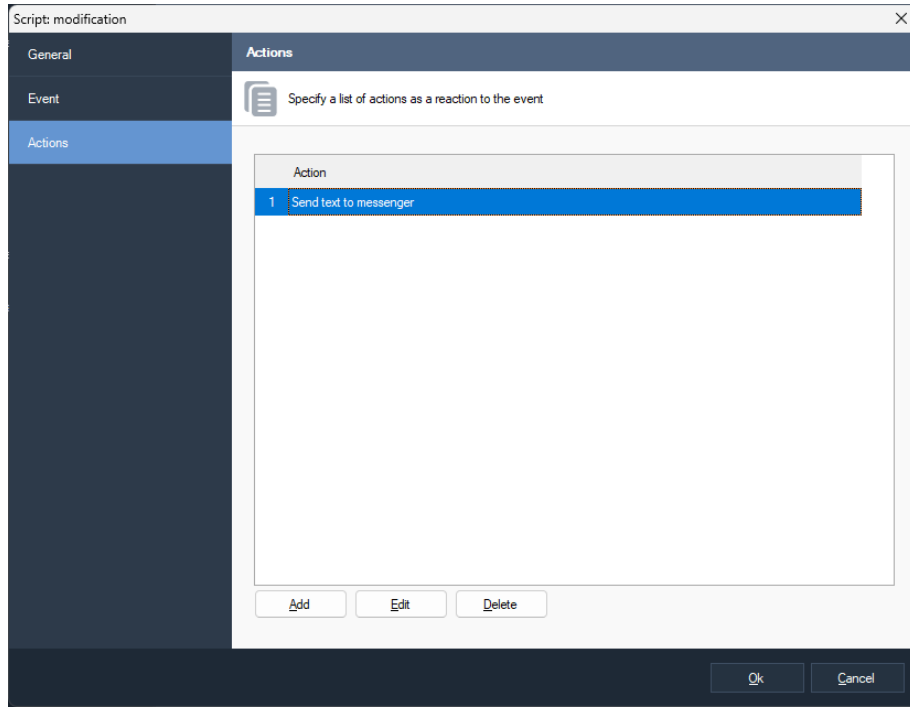 Script: modification
General
Event
Actions
Actions
Specify a list of actions as a reaction to the event
Action
1 Send text to messenger
Add Edit Delete
Ok Cancel